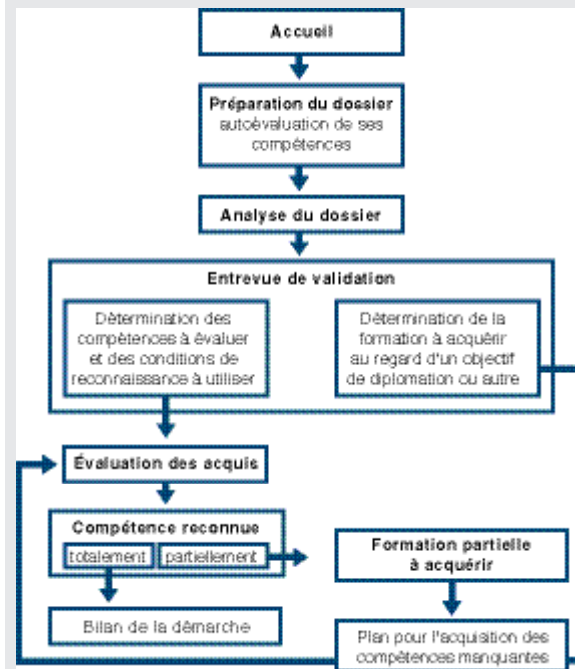 Accueil
Préparation du dossier
autoévaluation de ses
compétences
Analyse du dossier
Entrevue de validation
Détermination des
compétences à évaluer
et des conditions de
reconnaissance à utiliser
Détermination de la
formation à acquérir
au regard d'un objectif
de diplomation ou autre
Évaluation des acquis
Compétence reconnue
totalement
partiellement
Formation partielle
à acquérir
Bilan de la démarche
Plan pour l'acquisition des
compétences manquantes